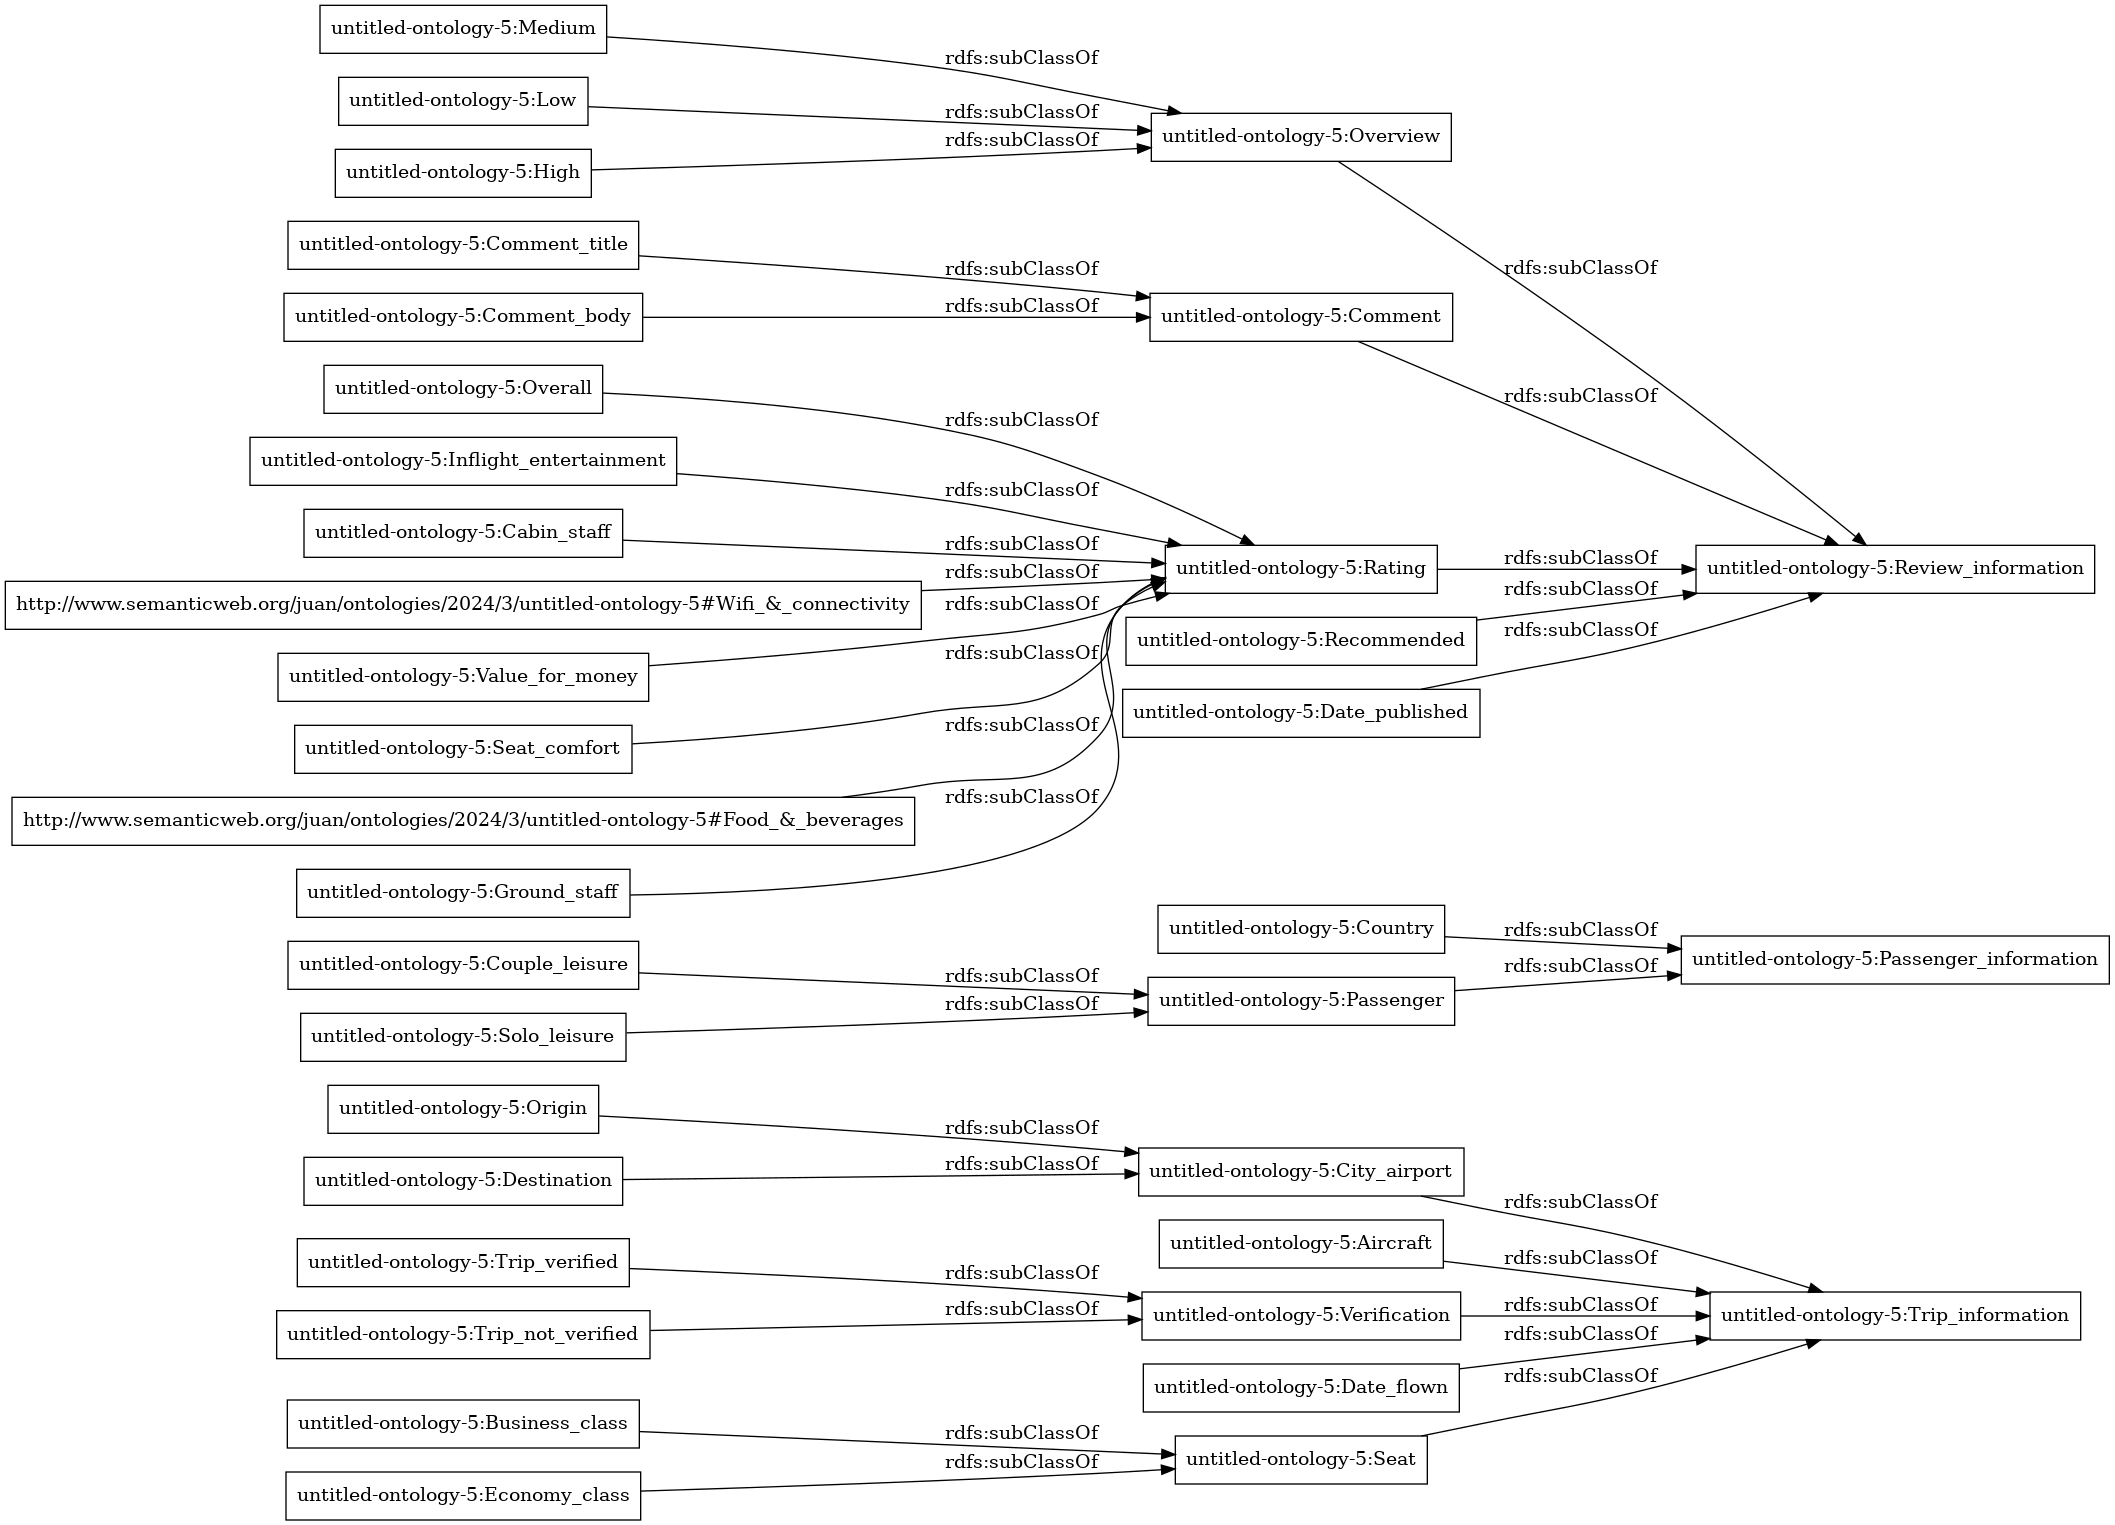 untitled-ontology-5:Medium
rdfs:subClassOf
untitled-ontology-5:Low
rdfs:subClassOf
untitled-ontology-5:Overview
rdfs:subClassOf
untitled-ontology-5:High
untitled-ontology-5:Comment_title
rdfs:subClassOf
rdfs:subClassOf
untitled-ontology-5:Comment_body
rdfs:subClassOf
untitled-ontology-5:Comment
untitled-ontology-5:Overall
rdfs:subClassOf
rdfs:subClassOf
untitled-ontology-5:Inflight_entertainment
rdfs:subClassOf
untitled-ontology-5:Cabin_staff
rdfs:subClassOf
rdfs:subClassOf
untitled-ontology-5:Rating
rdfs:subClassOf
untitled-ontology-5:Review_information
http://www.semanticweb.org/juan/ontologies/2024/3/untitled-ontology-5#Wifi_&_connectivity
rdfs:subClassOf
rdfs:subClassOf
untitled-ontology-5:Recommended
rdfs:subClassOf
untitled-ontology-5:Value_for_money
rdfs:subClassOf
untitled-ontology-5:Date_published
untitled-ontology-5:Seat_comfort
rdfs:subClassOf
http://www.semanticweb.org/juan/ontologies/2024/3/untitled-ontology-5#Food_&_beverages
rdfs:subClassOf
untitled-ontology-5:Ground_staff
untitled-ontology-5:Country
rdfs:subClassOf
untitled-ontology-5:Passenger_information
untitled-ontology-5:Couple_leisure
rdfs:subClassOf
rdfs:subClassOf
untitled-ontology-5:Passenger
rdfs:subClassOf
untitled-ontology-5:Solo_leisure
untitled-ontology-5:Origin
rdfs:subClassOf
untitled-ontology-5:Destination
rdfs:subClassOf
untitled-ontology-5:City_airport
rdfs:subClassOf
untitled-ontology-5:Aircraft
rdfs:subClassOf
untitled-ontology-5:Trip_verified
rdfs:subClassOf
untitled-ontology-5:Trip_not_verified
rdfs:subClassOf
untitled-ontology-5:Verification
rdfs:subClassOf
untitled-ontology-5:Trip_information
rdfs:subClassOf
untitled-ontology-5:Date_flown
rdfs:subClassOf
untitled-ontology-5:Business_class
rdfs:subClassOf
rdfs:subClassOf
untitled-ontology-5:Seat
untitled-ontology-5:Economy_class